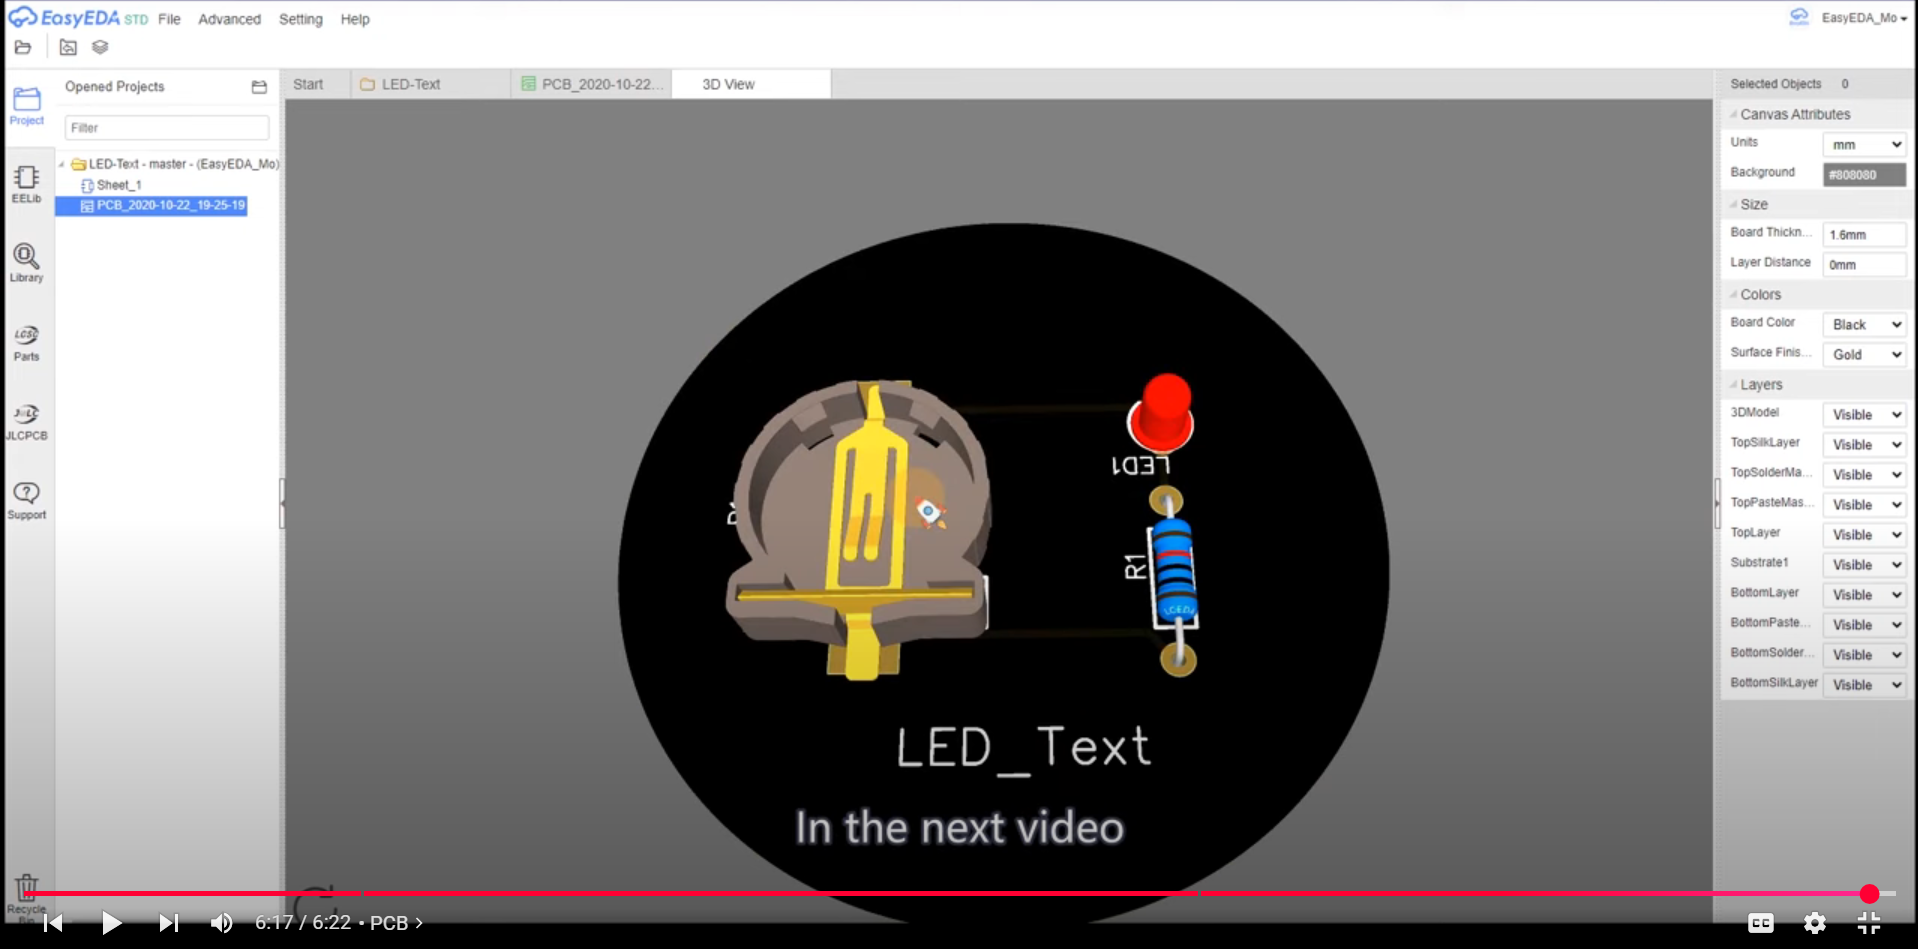 EasyEDA STD File Advanced Setting Help
EasyEDA_Mo
Start LED-Text PCB_2020-10-22... 3D View
Project
EELib
Library
LCSC
Parts
JLCPCB
Support
Recycle
Bin
Opened Projects
Filter
LED-Text - master - (EasyEDA_Mo)
Sheet_1
PCB_2020-10-22_19-25-19
LED1
R1
LED_Text
In the next video
Selected Objects 0
Canvas Attributes
Units mm
Background #808080
Size
Board Thickn... 1.6mm
Layer Distance 0mm
Colors
Board Color Black
Surface Finis... Gold
Layers
3DModel Visible
TopSilkLayer Visible
TopSolderMa... Visible
TopPasteMas... Visible
TopLayer Visible
Substrate1 Visible
BottomLayer Visible
BottomPaste... Visible
BottomSolder... Visible
BottomSilkLayer Visible
6:17 / 6:22 • PCB
CC